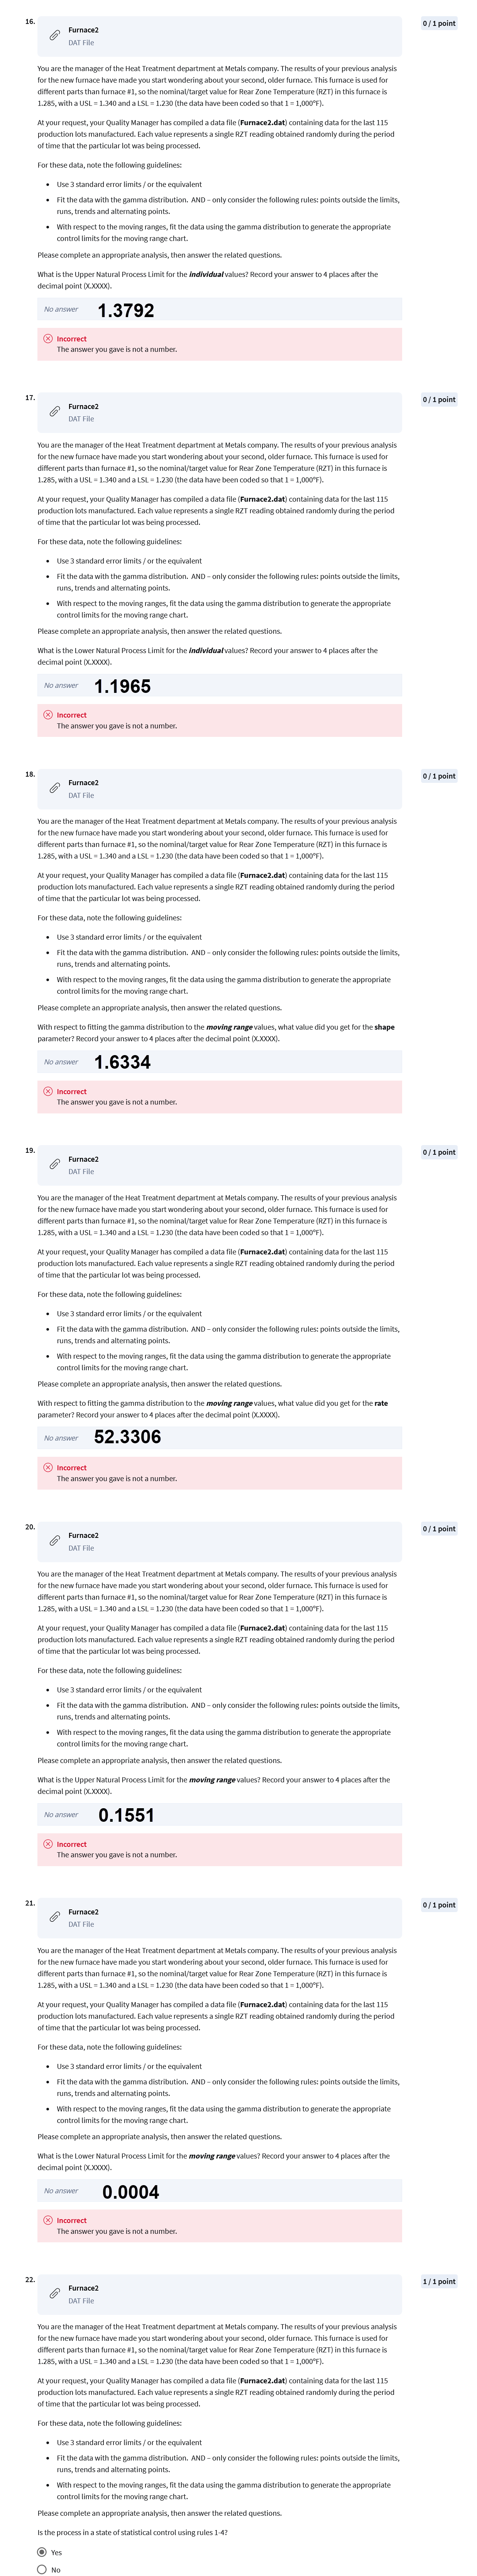 16.
Furnace2
DAT File
0 / 1 point
You are the manager of the Heat Treatment department at Metals company. The results of your previous analysis
for the new furnace have made you start wondering about your second, older furnace. This furnace is used for
different parts than furnace #1, so the nominal/target value for Rear Zone Temperature (RZT) in this furnace is
1.285, with a USL = 1.340 and a LSL = 1.230 (the data have been coded so that 1 = 1,000°F).
At your request, your Quality Manager has compiled a data file (Furnace2.dat) containing data for the last 115
production lots manufactured. Each value represents a single RZT reading obtained randomly during the period
of time that the particular lot was being processed.
For these data, note the following guidelines:
• Use 3 standard error limits / or the equivalent
• Fit the data with the gamma distribution. AND – only consider the following rules: points outside the limits,
runs, trends and alternating points.
• With respect to the moving ranges, fit the data using the gamma distribution to generate the appropriate
control limits for the moving range chart.
Please complete an appropriate analysis, then answer the related questions.
What is the Upper Natural Process Limit for the individual values? Record your answer to 4 places after the
decimal point (X.XXXX).
No answer 1.3792
Incorrect
The answer you gave is not a number.
17.
Furnace2
DAT File
0 / 1 point
You are the manager of the Heat Treatment department at Metals company. The results of your previous analysis
for the new furnace have made you start wondering about your second, older furnace. This furnace is used for
different parts than furnace #1, so the nominal/target value for Rear Zone Temperature (RZT) in this furnace is
1.285, with a USL = 1.340 and a LSL = 1.230 (the data have been coded so that 1 = 1,000°F).
At your request, your Quality Manager has compiled a data file (Furnace2.dat) containing data for the last 115
production lots manufactured. Each value represents a single RZT reading obtained randomly during the period
of time that the particular lot was being processed.
For these data, note the following guidelines:
• Use 3 standard error limits / or the equivalent
• Fit the data with the gamma distribution. AND – only consider the following rules: points outside the limits,
runs, trends and alternating points.
• With respect to the moving ranges, fit the data using the gamma distribution to generate the appropriate
control limits for the moving range chart.
Please complete an appropriate analysis, then answer the related questions.
What is the Lower Natural Process Limit for the individual values? Record your answer to 4 places after the
decimal point (X.XXXX).
No answer 1.1965
Incorrect
The answer you gave is not a number.
18.
Furnace2
DAT File
0 / 1 point
You are the manager of the Heat Treatment department at Metals company. The results of your previous analysis
for the new furnace have made you start wondering about your second, older furnace. This furnace is used for
different parts than furnace #1, so the nominal/target value for Rear Zone Temperature (RZT) in this furnace is
1.285, with a USL = 1.340 and a LSL = 1.230 (the data have been coded so that 1 = 1,000°F).
At your request, your Quality Manager has compiled a data file (Furnace2.dat) containing data for the last 115
production lots manufactured. Each value represents a single RZT reading obtained randomly during the period
of time that the particular lot was being processed.
For these data, note the following guidelines:
• Use 3 standard error limits / or the equivalent
• Fit the data with the gamma distribution. AND – only consider the following rules: points outside the limits,
runs, trends and alternating points.
• With respect to the moving ranges, fit the data using the gamma distribution to generate the appropriate
control limits for the moving range chart.
Please complete an appropriate analysis, then answer the related questions.
With respect to fitting the gamma distribution to the moving range values, what value did you get for the shape
parameter? Record your answer to 4 places after the decimal point (X.XXXX).
No answer 1.6334
Incorrect
The answer you gave is not a number.
19.
Furnace2
DAT File
0 / 1 point
You are the manager of the Heat Treatment department at Metals company. The results of your previous analysis
for the new furnace have made you start wondering about your second, older furnace. This furnace is used for
different parts than furnace #1, so the nominal/target value for Rear Zone Temperature (RZT) in this furnace is
1.285, with a USL = 1.340 and a LSL = 1.230 (the data have been coded so that 1 = 1,000°F).
At your request, your Quality Manager has compiled a data file (Furnace2.dat) containing data for the last 115
production lots manufactured. Each value represents a single RZT reading obtained randomly during the period
of time that the particular lot was being processed.
For these data, note the following guidelines:
• Use 3 standard error limits / or the equivalent
• Fit the data with the gamma distribution. AND – only consider the following rules: points outside the limits,
runs, trends and alternating points.
• With respect to the moving ranges, fit the data using the gamma distribution to generate the appropriate
control limits for the moving range chart.
Please complete an appropriate analysis, then answer the related questions.
With respect to fitting the gamma distribution to the moving range values, what value did you get for the rate
parameter? Record your answer to 4 places after the decimal point (X.XXXX).
No answer 52.3306
Incorrect
The answer you gave is not a number.
20.
Furnace2
DAT File
0 / 1 point
You are the manager of the Heat Treatment department at Metals company. The results of your previous analysis
for the new furnace have made you start wondering about your second, older furnace. This furnace is used for
different parts than furnace #1, so the nominal/target value for Rear Zone Temperature (RZT) in this furnace is
1.285, with a USL = 1.340 and a LSL = 1.230 (the data have been coded so that 1 = 1,000°F).
At your request, your Quality Manager has compiled a data file (Furnace2.dat) containing data for the last 115
production lots manufactured. Each value represents a single RZT reading obtained randomly during the period
of time that the particular lot was being processed.
For these data, note the following guidelines:
• Use 3 standard error limits / or the equivalent
• Fit the data with the gamma distribution. AND – only consider the following rules: points outside the limits,
runs, trends and alternating points.
• With respect to the moving ranges, fit the data using the gamma distribution to generate the appropriate
control limits for the moving range chart.
Please complete an appropriate analysis, then answer the related questions.
What is the Upper Natural Process Limit for the moving range values? Record your answer to 4 places after the
decimal point (X.XXXX).
No answer 0.1551
Incorrect
The answer you gave is not a number.
21.
Furnace2
DAT File
0 / 1 point
You are the manager of the Heat Treatment department at Metals company. The results of your previous analysis
for the new furnace have made you start wondering about your second, older furnace. This furnace is used for
different parts than furnace #1, so the nominal/target value for Rear Zone Temperature (RZT) in this furnace is
1.285, with a USL = 1.340 and a LSL = 1.230 (the data have been coded so that 1 = 1,000°F).
At your request, your Quality Manager has compiled a data file (Furnace2.dat) containing data for the last 115
production lots manufactured. Each value represents a single RZT reading obtained randomly during the period
of time that the particular lot was being processed.
For these data, note the following guidelines:
• Use 3 standard error limits / or the equivalent
• Fit the data with the gamma distribution. AND – only consider the following rules: points outside the limits,
runs, trends and alternating points.
• With respect to the moving ranges, fit the data using the gamma distribution to generate the appropriate
control limits for the moving range chart.
Please complete an appropriate analysis, then answer the related questions.
What is the Lower Natural Process Limit for the moving range values? Record your answer to 4 places after the
decimal point (X.XXXX).
No answer 0.0004
Incorrect
The answer you gave is not a number.
22.
Furnace2
DAT File
1 / 1 point
You are the manager of the Heat Treatment department at Metals company. The results of your previous analysis
for the new furnace have made you start wondering about your second, older furnace. This furnace is used for
different parts than furnace #1, so the nominal/target value for Rear Zone Temperature (RZT) in this furnace is
1.285, with a USL = 1.340 and a LSL = 1.230 (the data have been coded so that 1 = 1,000°F).
At your request, your Quality Manager has compiled a data file (Furnace2.dat) containing data for the last 115
production lots manufactured. Each value represents a single RZT reading obtained randomly during the period
of time that the particular lot was being processed.
For these data, note the following guidelines:
• Use 3 standard error limits / or the equivalent
• Fit the data with the gamma distribution. AND – only consider the following rules: points outside the limits,
runs, trends and alternating points.
• With respect to the moving ranges, fit the data using the gamma distribution to generate the appropriate
control limits for the moving range chart.
Please complete an appropriate analysis, then answer the related questions.
Is the process in a state of statistical control using rules 1-4?
Yes
No